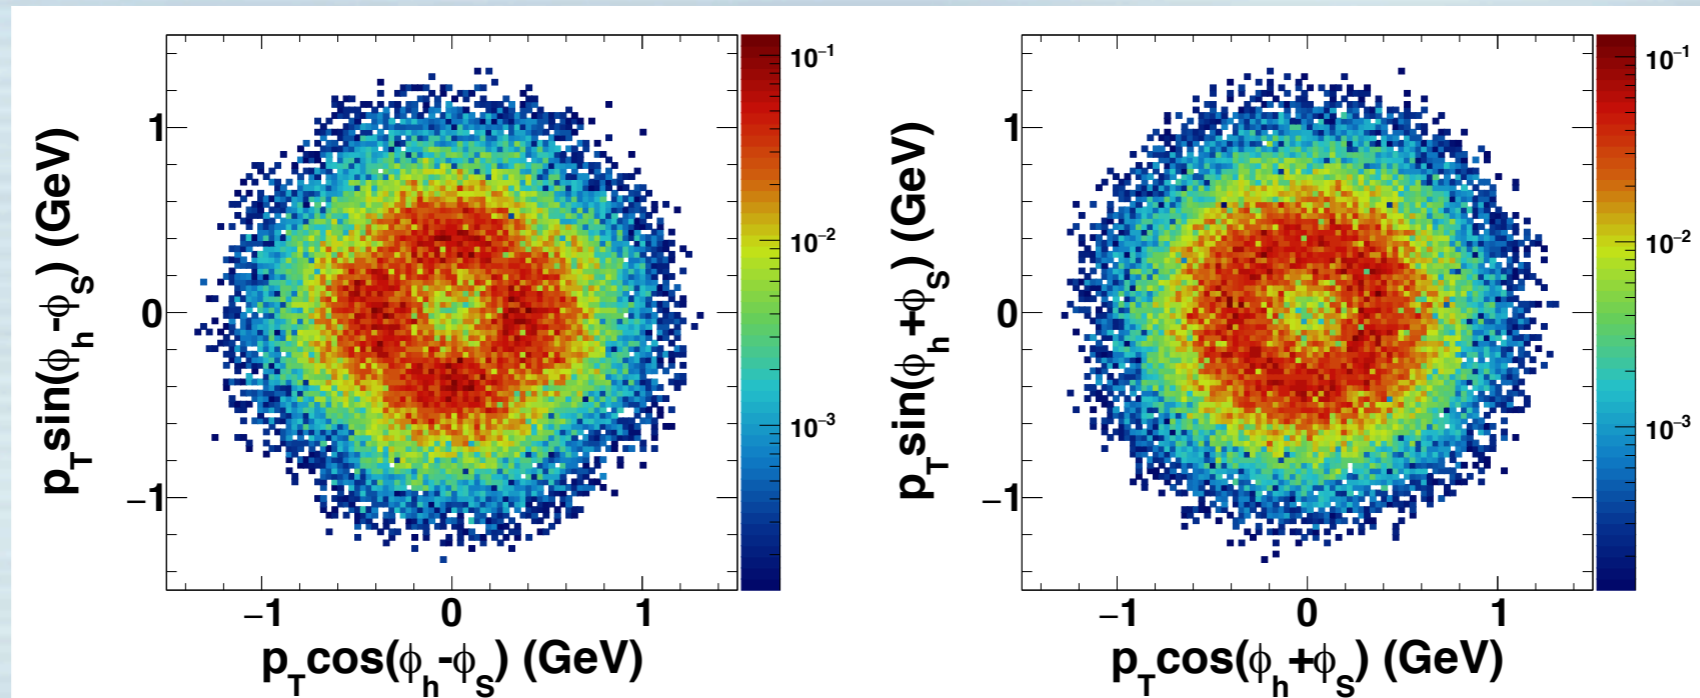 p_T sin(ϕ_h -ϕ_S) (GeV)
1
0
−1
−1 0 1
p_T cos(ϕ_h -ϕ_S) (GeV)
10⁻¹
10⁻²
10⁻³
p_T sin(ϕ_h +ϕ_S) (GeV)
1
0
−1
−1 0 1
p_T cos(ϕ_h +ϕ_S) (GeV)
10⁻¹
10⁻²
10⁻³